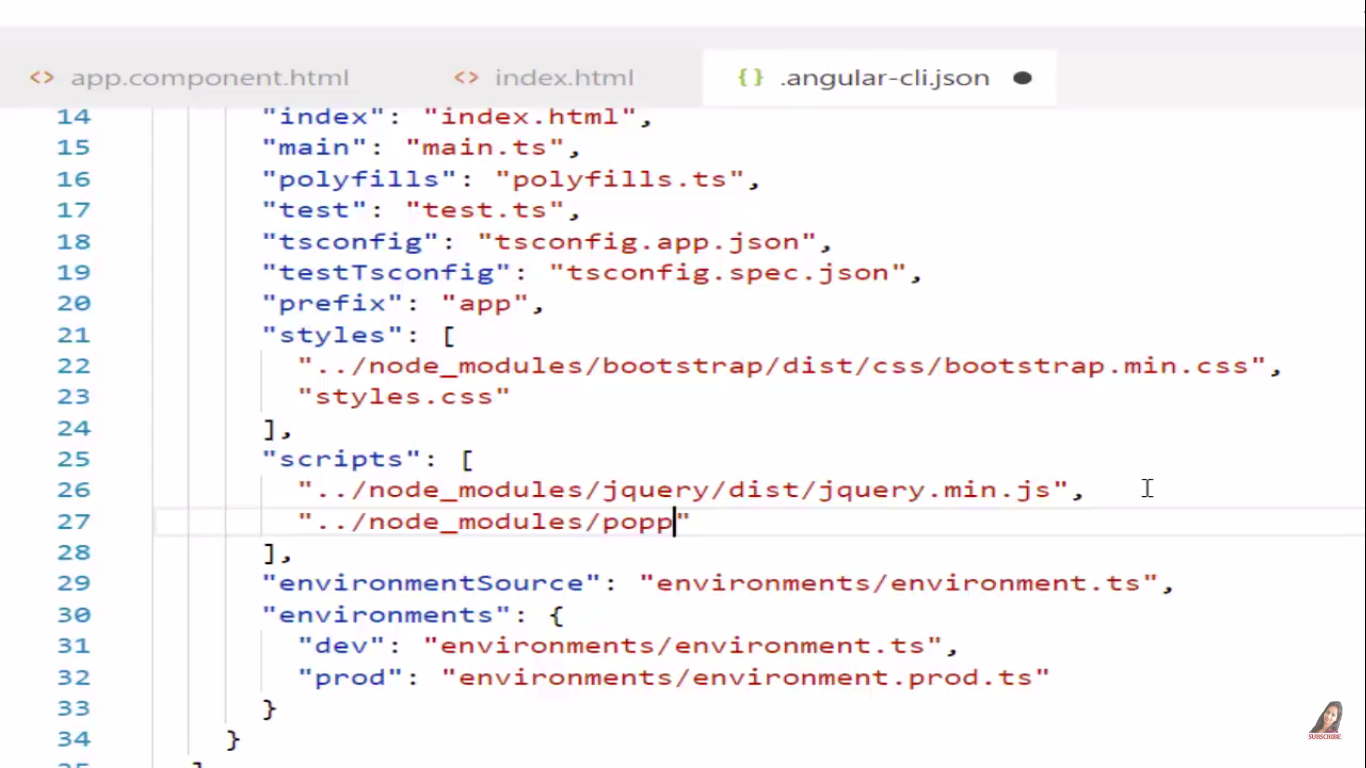 <> app.component.html <> index.html {} .angular-cli.json ●
14 "index": "index.html",
15 "main": "main.ts",
16 "polyfills": "polyfills.ts",
17 "test": "test.ts",
18 "tsconfig": "tsconfig.app.json",
19 "testTsconfig": "tsconfig.spec.json",
20 "prefix": "app",
21 "styles": [
22 "../node_modules/bootstrap/dist/css/bootstrap.min.css",
23 "styles.css"
24 ],
25 "scripts": [
26 "../node_modules/jquery/dist/jquery.min.js",
27 "../node_modules/popp"
28 ],
29 "environmentSource": "environments/environment.ts",
30 "environments": {
31 "dev": "environments/environment.ts",
32 "prod": "environments/environment.prod.ts"
33 }
34 }
SUBSCRIBE